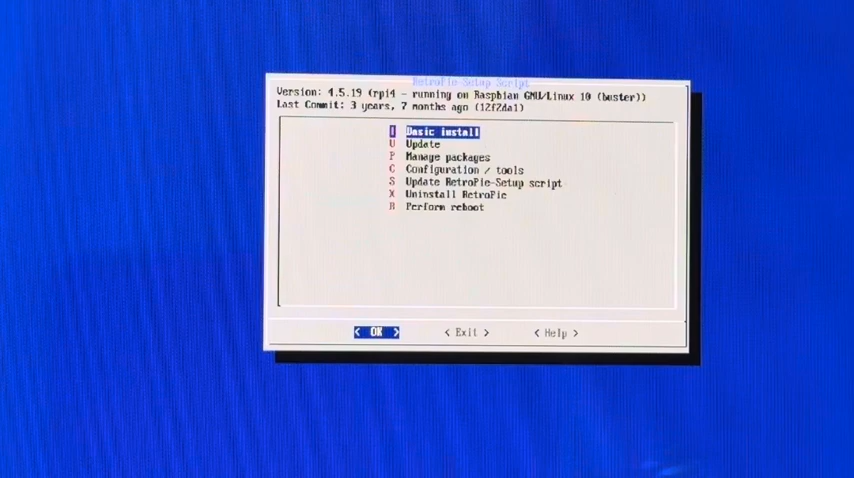 RetroPie-Setup Script
Version: 4.5.19 (rpi4 - running on Raspbian GNU/Linux 10 (buster))
Last Commit: 3 years, 7 months ago (12f2da1)
I Basic install
U Update
P Manage packages
C Configuration / tools
S Update RetroPie-Setup script
X Uninstall RetroPie
R Perform reboot
< OK > < Exit > < Help >